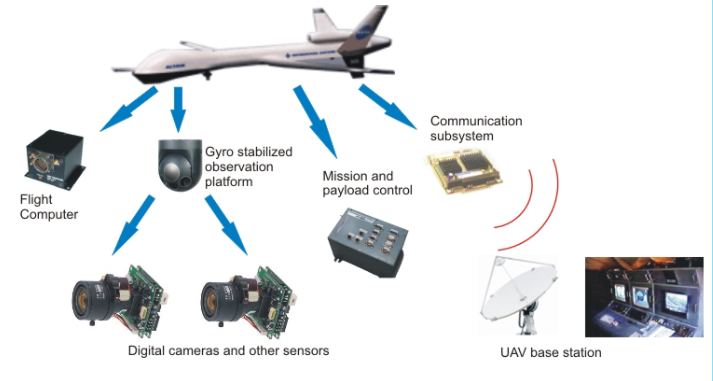 ALTAIR
Communication
subsystem
Gyro stabilized
observation
platform
Mission and
payload control
Flight
Computer
Digital cameras and other sensors
UAV base station